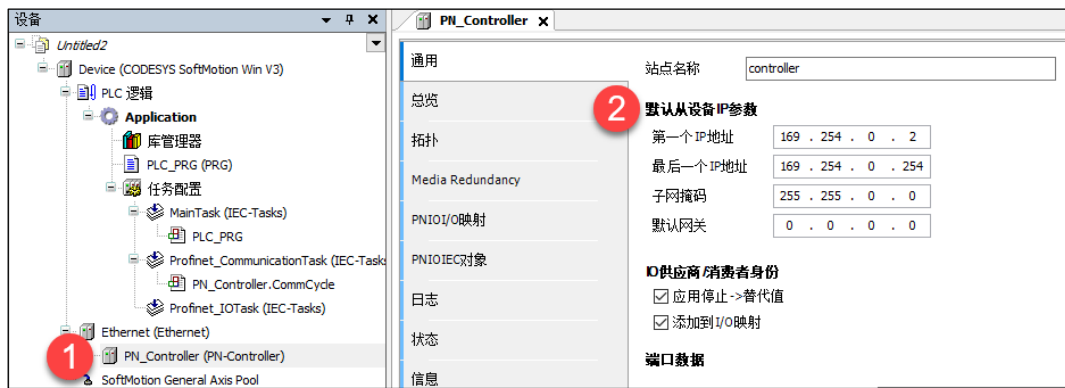 设备
Untitled2
Device (CODESYS SoftMotion Win V3)
PLC 逻辑
Application
库管理器
PLC_PRG (PRG)
任务配置
MainTask (IEC-Tasks)
PLC_PRG
Profinet_CommunicationTask (IEC-Tasks
PN_Controller.CommCycle
Profinet_IOTask (IEC-Tasks)
Ethernet (Ethernet)
1
PN_Controller (PN-Controller)
SoftMotion General Axis Pool
PN_Controller
通用
总览
拓扑
Media Redundancy
PNIOI/O映射
PNIOIEC对象
日志
状态
信息
站点名称 controller
2
默认从设备IP参数
第一个IP地址 169 . 254 . 0 . 2
最后一个IP地址 169 . 254 . 0 . 254
子网掩码 255 . 255 . 0 . 0
默认网关 0 . 0 . 0 . 0
IO供应商/消费者身份
应用停止->替代值
添加到I/O映射
端口数据